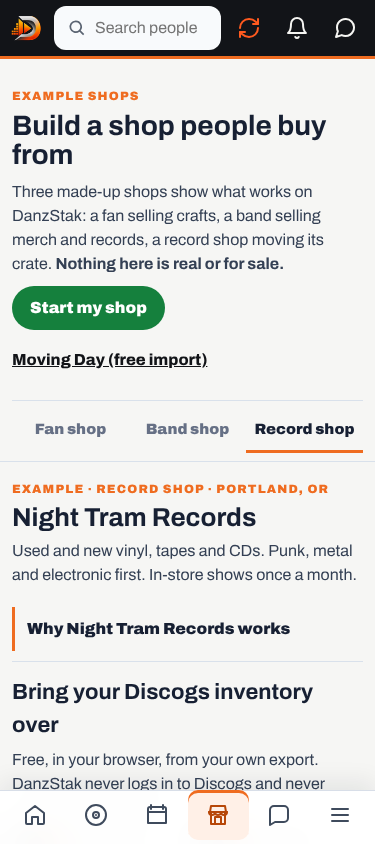 Search people
EXAMPLE SHOPS
Build a shop people buy
from
Three made-up shops show what works on
DanzStak: a fan selling crafts, a band selling
merch and records, a record shop moving its
crate. Nothing here is real or for sale.
Start my shop
Moving Day (free import)
Fan shop
Band shop
Record shop
EXAMPLE · RECORD SHOP · PORTLAND, OR
Night Tram Records
Used and new vinyl, tapes and CDs. Punk, metal
and electronic first. In-store shows once a month.
Why Night Tram Records works
Bring your Discogs inventory
over
Free, in your browser, from your own export.
DanzStak never logs in to Discogs and never